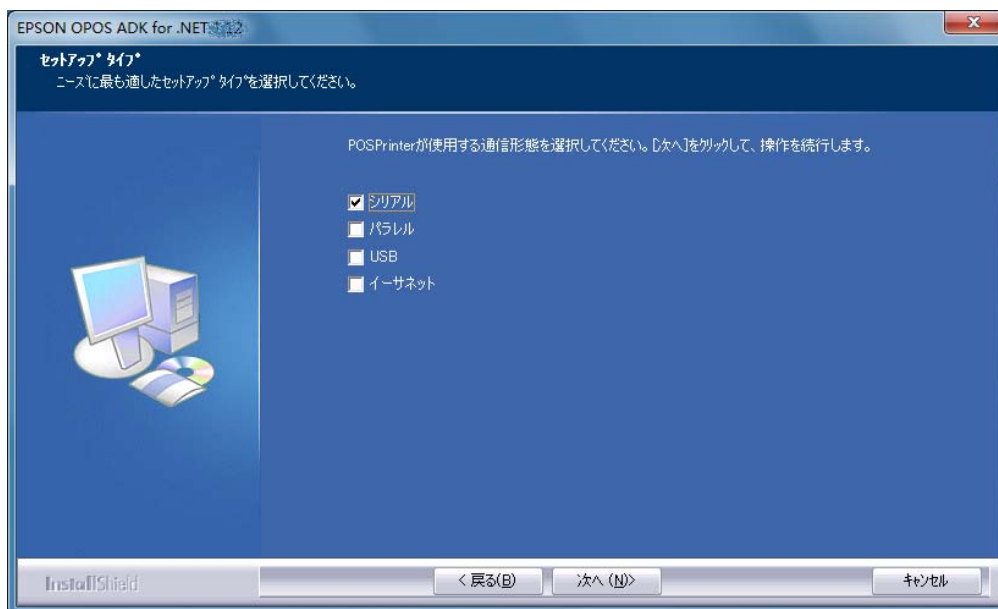 EPSON OPOS ADK for .NET
セットアップ タイプ
ニーズに最も適したセットアップ タイプを選択してください。
POSPrinterが使用する通信形態を選択してください。[次へ]をクリックして、操作を続行します。
シリアル
パラレル
USB
イーサネット
InstallShield
< 戻る(B)
次へ (N)>
キャンセル